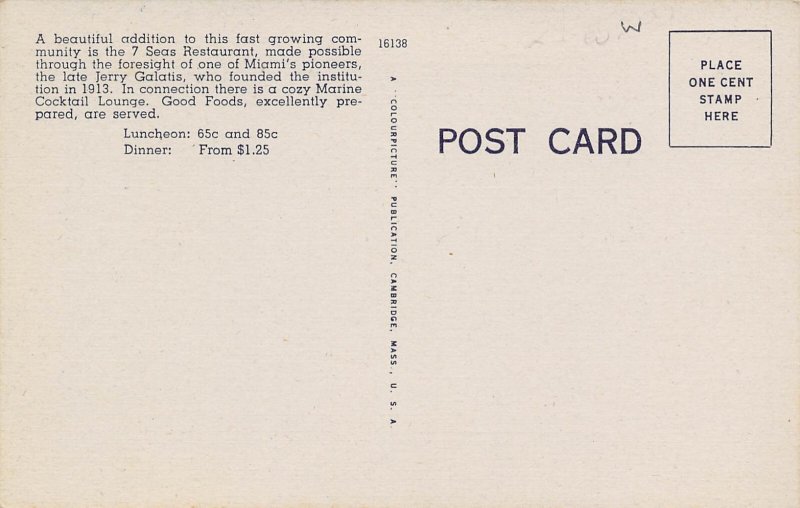 A beautiful addition to this fast growing com-
munity is the 7 Seas Restaurant, made possible
through the foresight of one of Miami's pioneers,
the late Jerry Galatis, who founded the institu-
tion in 1913. In connection there is a cozy Marine
Cocktail Lounge. Good Foods, excellently pre-
pared, are served.
Luncheon: 65c and 85c
Dinner: From $1.25
16138
A "COLOURPICTURE" PUBLICATION, CAMBRIDGE, MASS., U. S. A.
W
POST CARD
PLACE
ONE CENT
STAMP
HERE